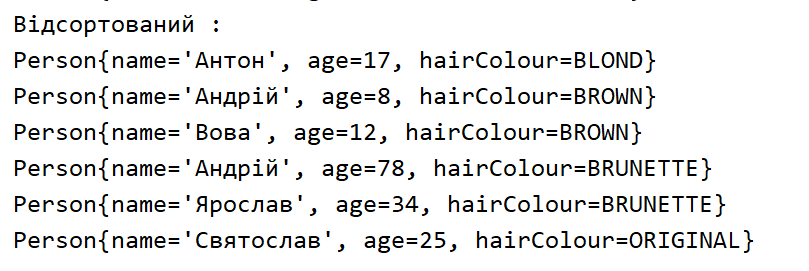 Відсортований :
Person{name='Антон', age=17, hairColour=BLOND}
Person{name='Андрій', age=8, hairColour=BROWN}
Person{name='Вова', age=12, hairColour=BROWN}
Person{name='Андрій', age=78, hairColour=BRUNETTE}
Person{name='Ярослав', age=34, hairColour=BRUNETTE}
Person{name='Святослав', age=25, hairColour=ORIGINAL}